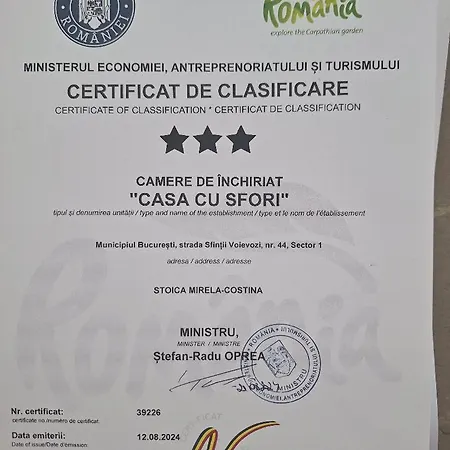 ROMÂNIEI
România
explore the Carpathian garden
MINISTERUL ECONOMIEI, ANTREPRENORIATULUI ȘI TURISMULUI
CERTIFICAT DE CLASIFICARE
CERTIFICATE OF CLASSIFICATION * CERTIFICAT DE CLASSIFICATION
CAMERE DE ÎNCHIRIAT
"CASA CU SFORI"
tipul și denumirea unității / type and name of the establishment / type et le nom de l'établissement
Municipiul București, strada Sfinții Voievozi, nr. 44, Sector 1
adresa / address / adresse
STOICA MIRELA-COSTINA
MINISTRU,
MINISTER / MINISTRE
Ștefan-Radu OPREA
Nr. certificat:
certificate no./numéro de certificat
39226
Data emiterii:
Date of issue/Date d'émission:
12.08.2024